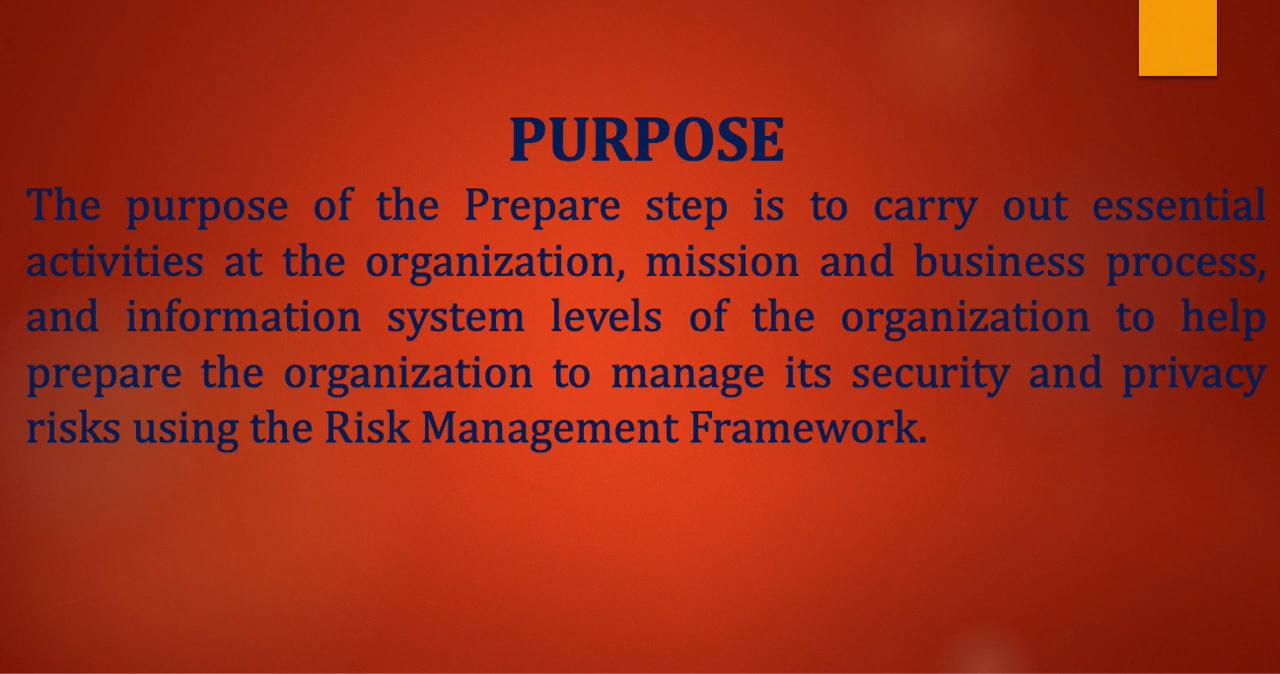 PURPOSE
The purpose of the Prepare step is to carry out essential
activities at the organization, mission and business process,
and information system levels of the organization to help
prepare the organization to manage its security and privacy
risks using the Risk Management Framework.